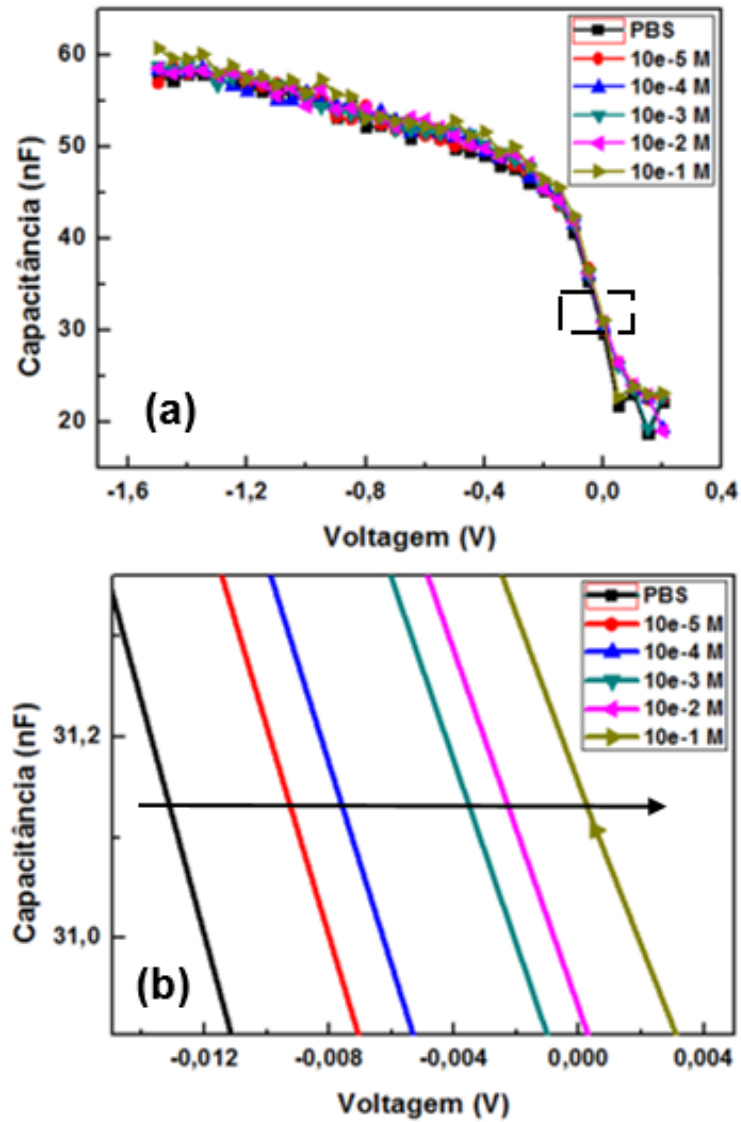 60
50
40
30
20
Capacitância (nF)
PBS
10e-5 M
10e-4 M
10e-3 M
10e-2 M
10e-1 M
(a)
-1,6 -1,2 -0,8 -0,4 0,0 0,4
Voltagem (V)
31,2
31,0
Capacitância (nF)
PBS
10e-5 M
10e-4 M
10e-3 M
10e-2 M
10e-1 M
(b)
-0,012 -0,008 -0,004 0,000 0,004
Voltagem (V)